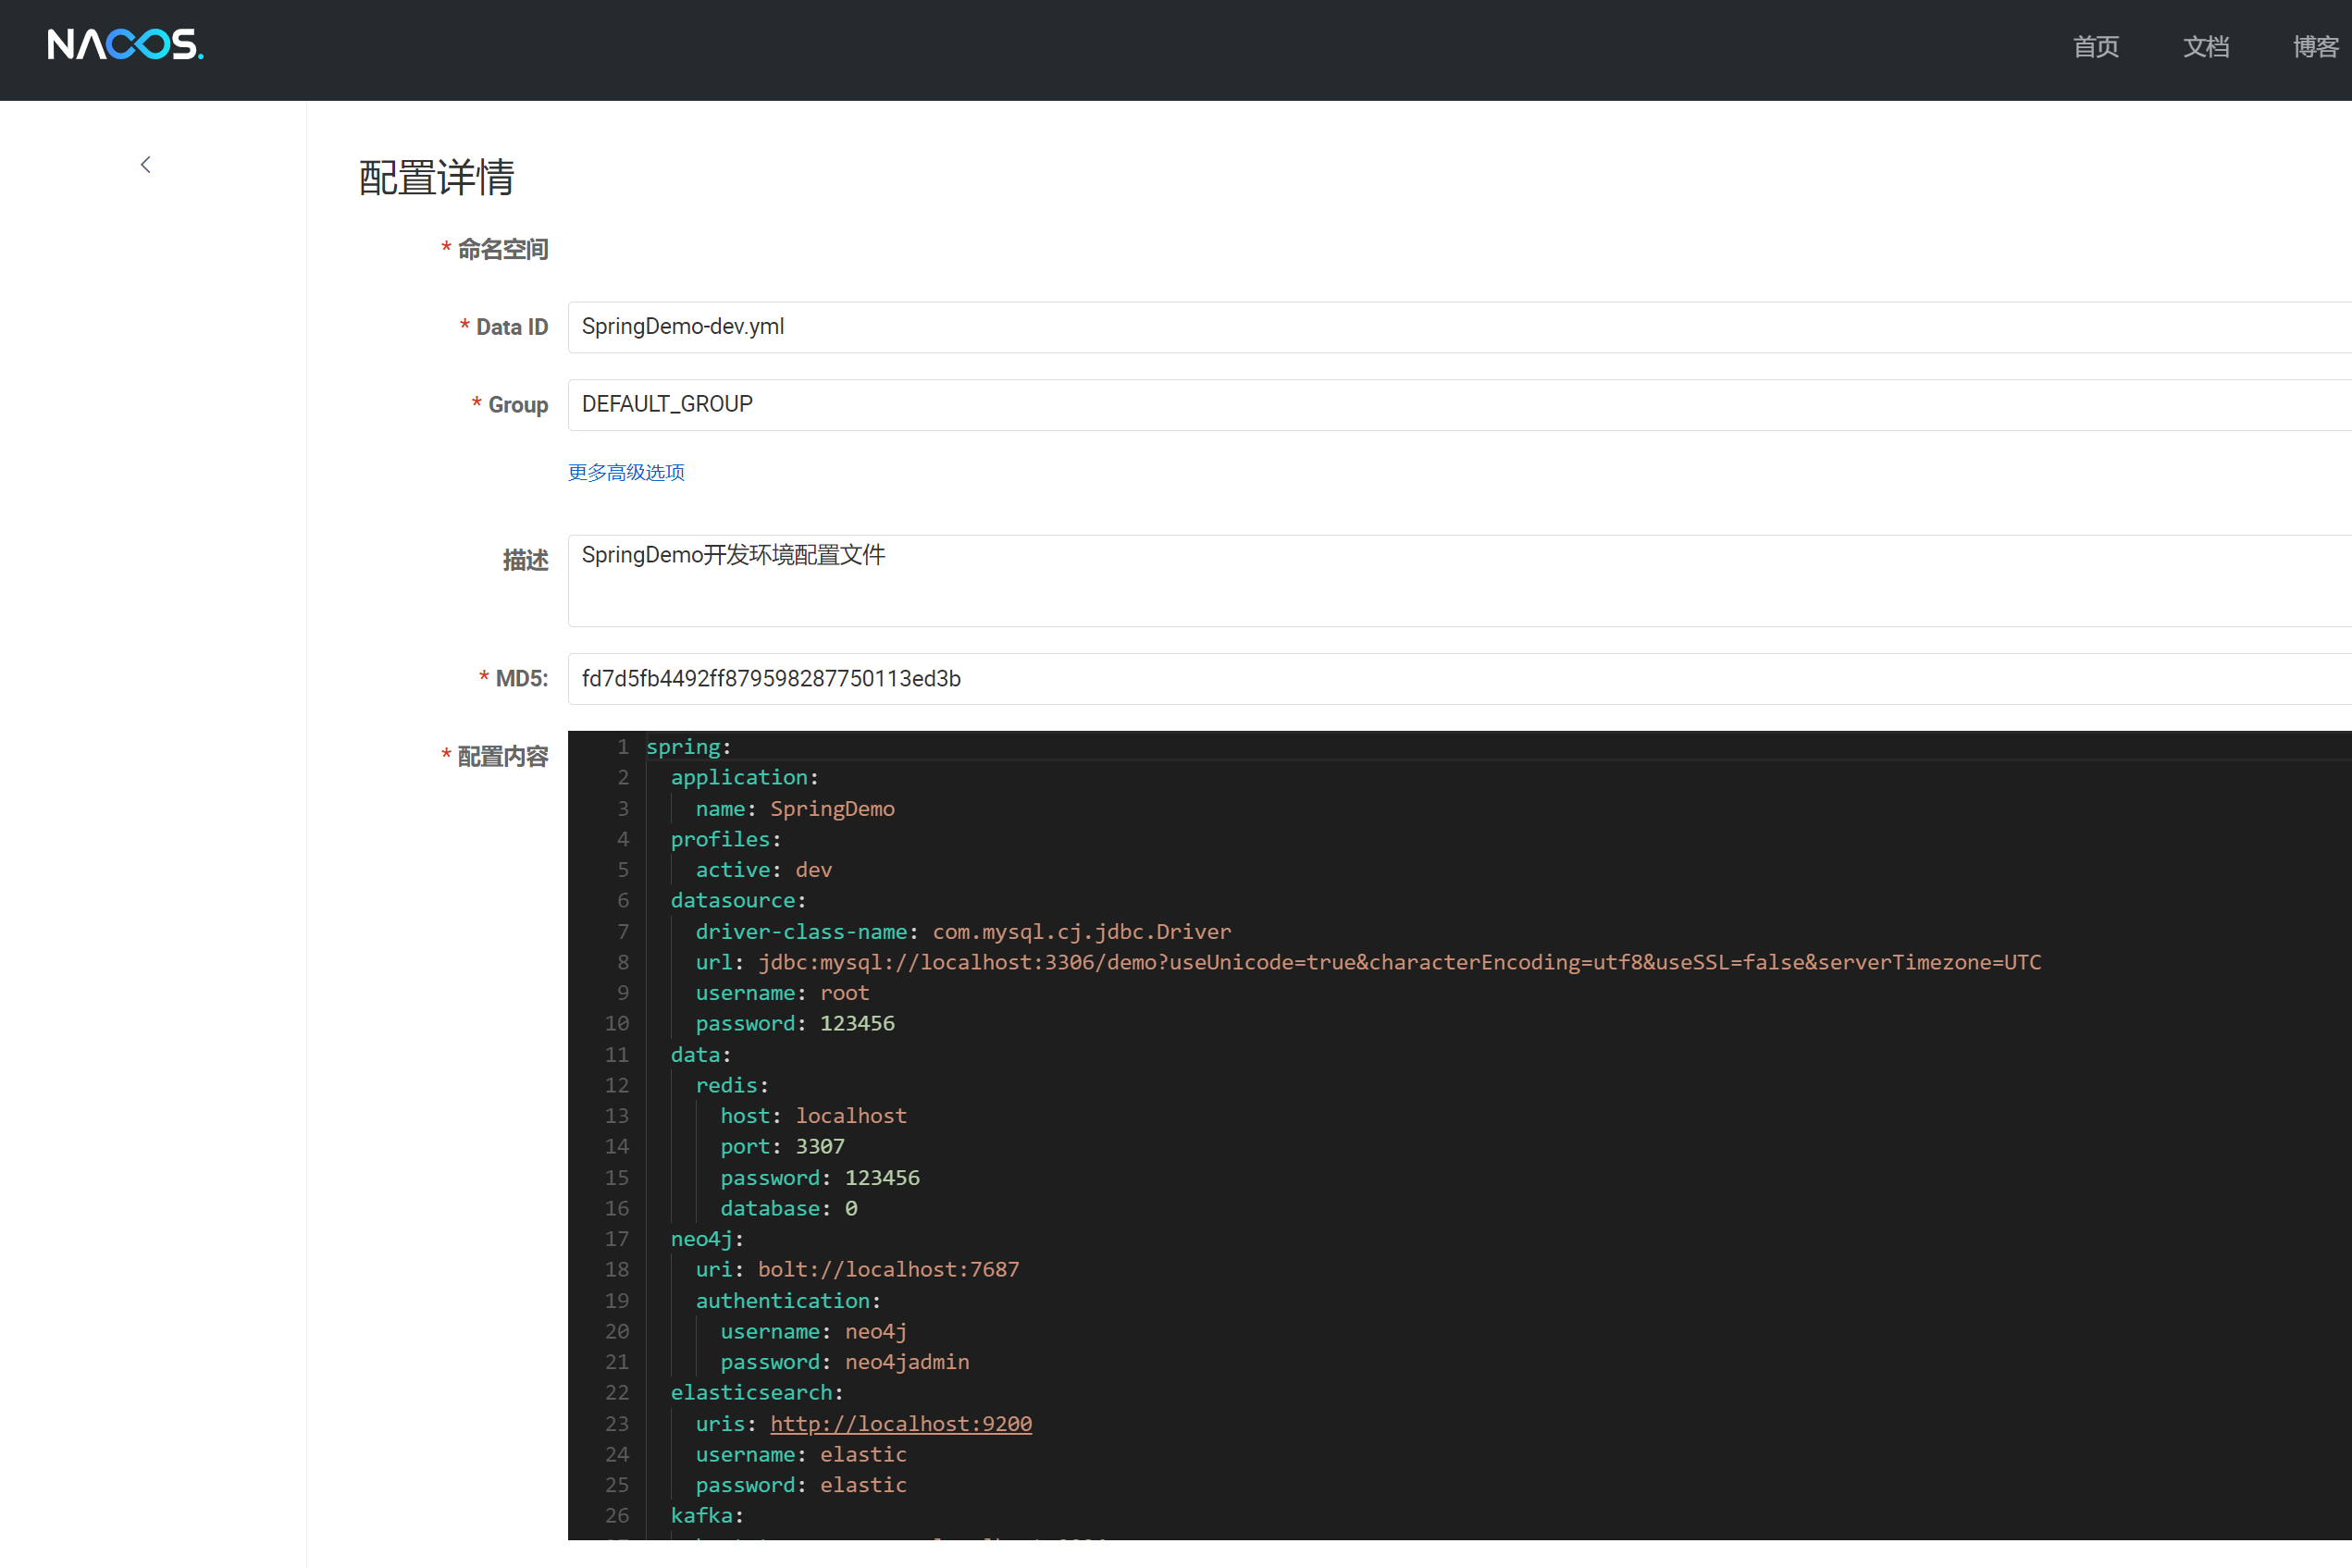 NACOS.
首页 文档 博客
配置详情
* 命名空间
* Data ID SpringDemo-dev.yml
* Group DEFAULT_GROUP
更多高级选项
描述 SpringDemo开发环境配置文件
* MD5: fd7d5fb4492ff879598287750113ed3b
* 配置内容
1 spring:
2 application:
3 name: SpringDemo
4 profiles:
5 active: dev
6 datasource:
7 driver-class-name: com.mysql.cj.jdbc.Driver
8 url: jdbc:mysql://localhost:3306/demo?useUnicode=true&characterEncoding=utf8&useSSL=false&serverTimezone=UTC
9 username: root
10 password: 123456
11 data:
12 redis:
13 host: localhost
14 port: 3307
15 password: 123456
16 database: 0
17 neo4j:
18 uri: bolt://localhost:7687
19 authentication:
20 username: neo4j
21 password: neo4jadmin
22 elasticsearch:
23 uris: http://localhost:9200
24 username: elastic
25 password: elastic
26 kafka: